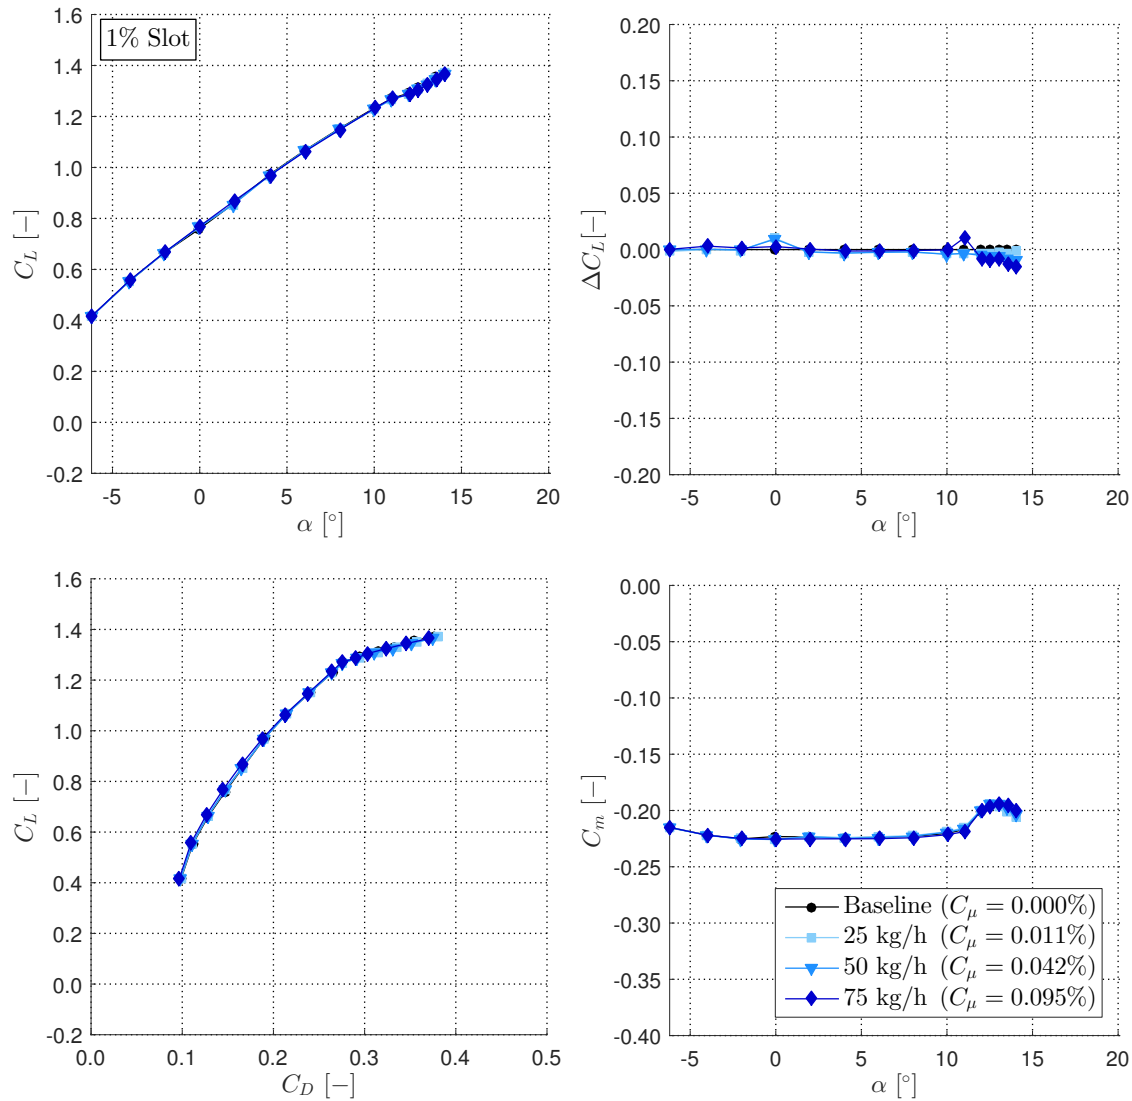 1% Slot
1.6
1.4
1.2
1.0
0.8
0.6
0.4
0.2
0.0
-0.2
C_L [−]
-5 0 5 10 15 20
α [°]
0.20
0.15
0.10
0.05
0.00
-0.05
-0.10
-0.15
-0.20
ΔC_L[−]
-5 0 5 10 15 20
α [°]
1.6
1.4
1.2
1.0
0.8
0.6
0.4
0.2
0.0
-0.2
C_L [−]
0.0 0.1 0.2 0.3 0.4 0.5
C_D [−]
0.00
-0.05
-0.10
-0.15
-0.20
-0.25
-0.30
-0.35
-0.40
C_m [−]
Baseline (C_μ = 0.000%)
25 kg/h (C_μ = 0.011%)
50 kg/h (C_μ = 0.042%)
75 kg/h (C_μ = 0.095%)
-5 0 5 10 15 20
α [°]